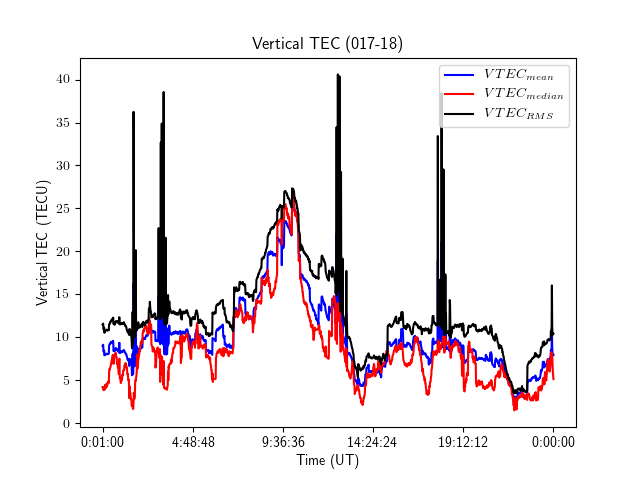 Vertical TEC (017-18)
VTEC_mean
VTEC_median
VTEC_RMS
Vertical TEC (TECU)
40
35
30
25
20
15
10
5
0
0:01:00 4:48:48 9:36:36 14:24:24 19:12:12 0:00:00
Time (UT)